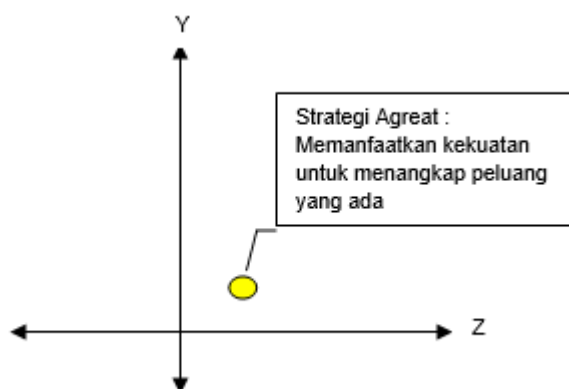 Y
Strategi Agreat :
Memanfaatkan kekuatan
untuk menangkap peluang
yang ada
Z